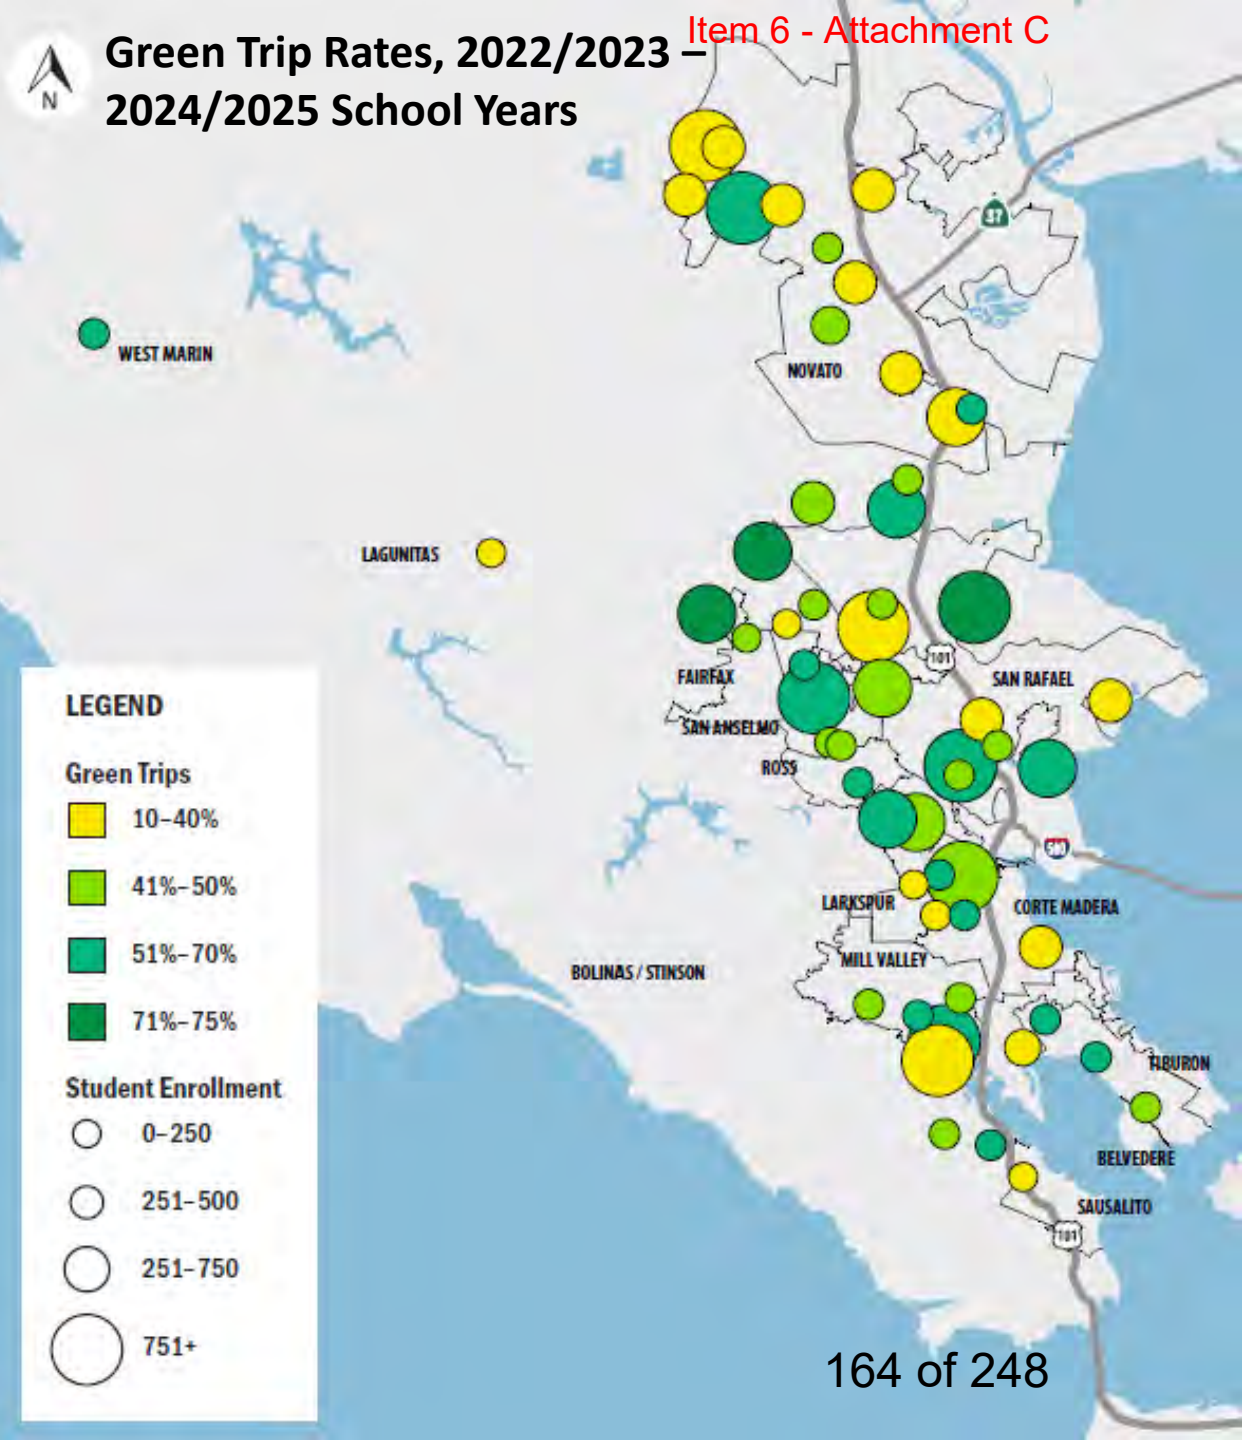 Item 6 - Attachment C
Green Trip Rates, 2022/2023 –
2024/2025 School Years
N
37
WEST MARIN
NOVATO
LAGUNITAS
101
FAIRFAX
SAN RAFAEL
SAN ANSELMO
ROSS
580
LARKSPUR
CORTE MADERA
MILL VALLEY
BOLINAS / STINSON
TIBURON
BELVEDERE
SAUSALITO
101
LEGEND
Green Trips
10–40%
41%–50%
51%–70%
71%–75%
Student Enrollment
0–250
251–500
251–750
751+
164 of 248